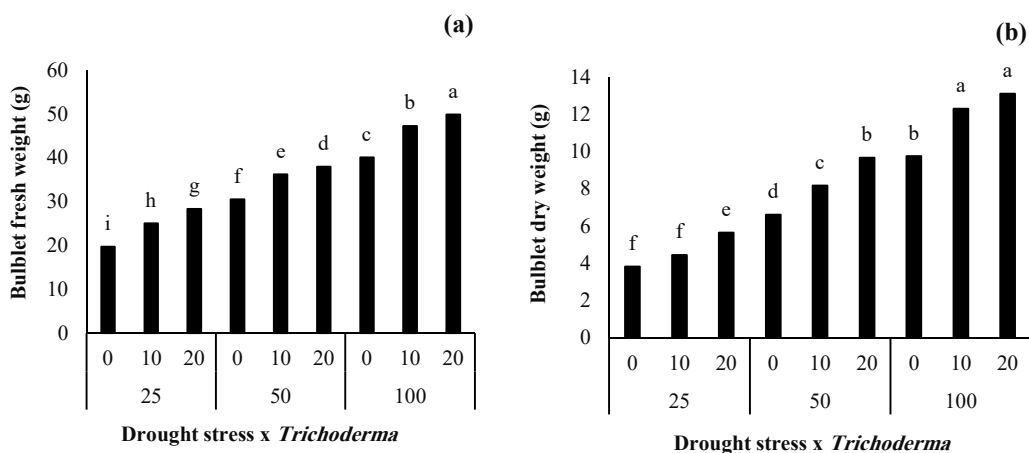 (a)
Bulblet fresh weight (g)
60
50
40
30
20
10
0
i h g f e d c b a
0 10 20 0 10 20 0 10 20
25 50 100
Drought stress x Trichoderma
(b)
Bulblet dry weight (g)
14
12
10
8
6
4
2
0
f f e d c b b a a
0 10 20 0 10 20 0 10 20
25 50 100
Drought stress x Trichoderma